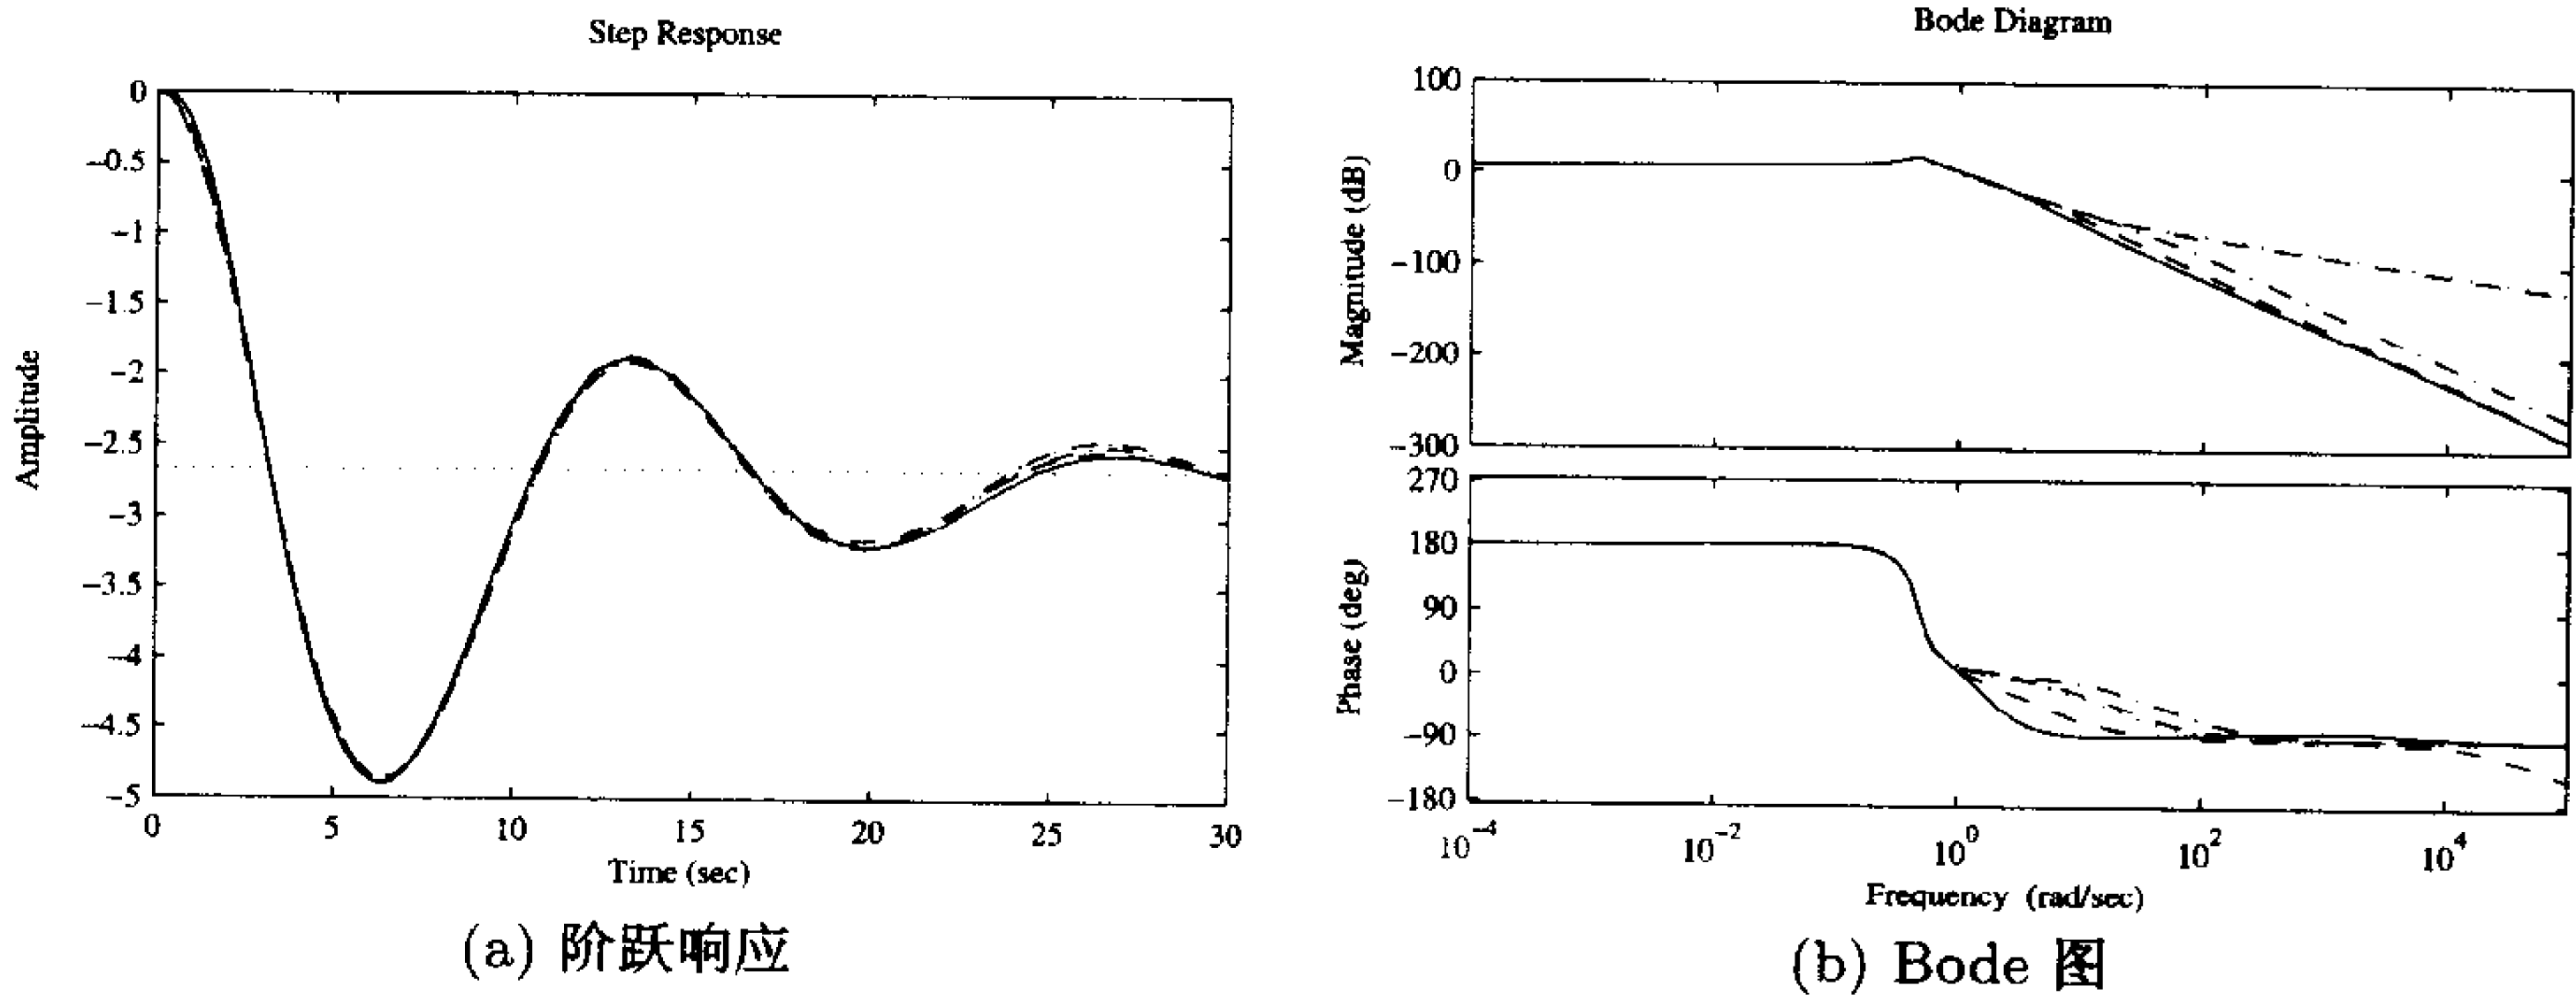 Step Response
0
-0.5
-1
-1.5
-2
-2.5
-3
-3.5
-4
-4.5
-5
Amplitude
0 5 10 15 20 25 30
Time (sec)
(a) 阶跃响应
Bode Diagram
100
0
-100
-200
-300
Magnitude (dB)
270
180
90
0
-90
-180
Phase (deg)
10^-4 10^-2 10^0 10^2 10^4
Frequency (rad/sec)
(b) Bode 图